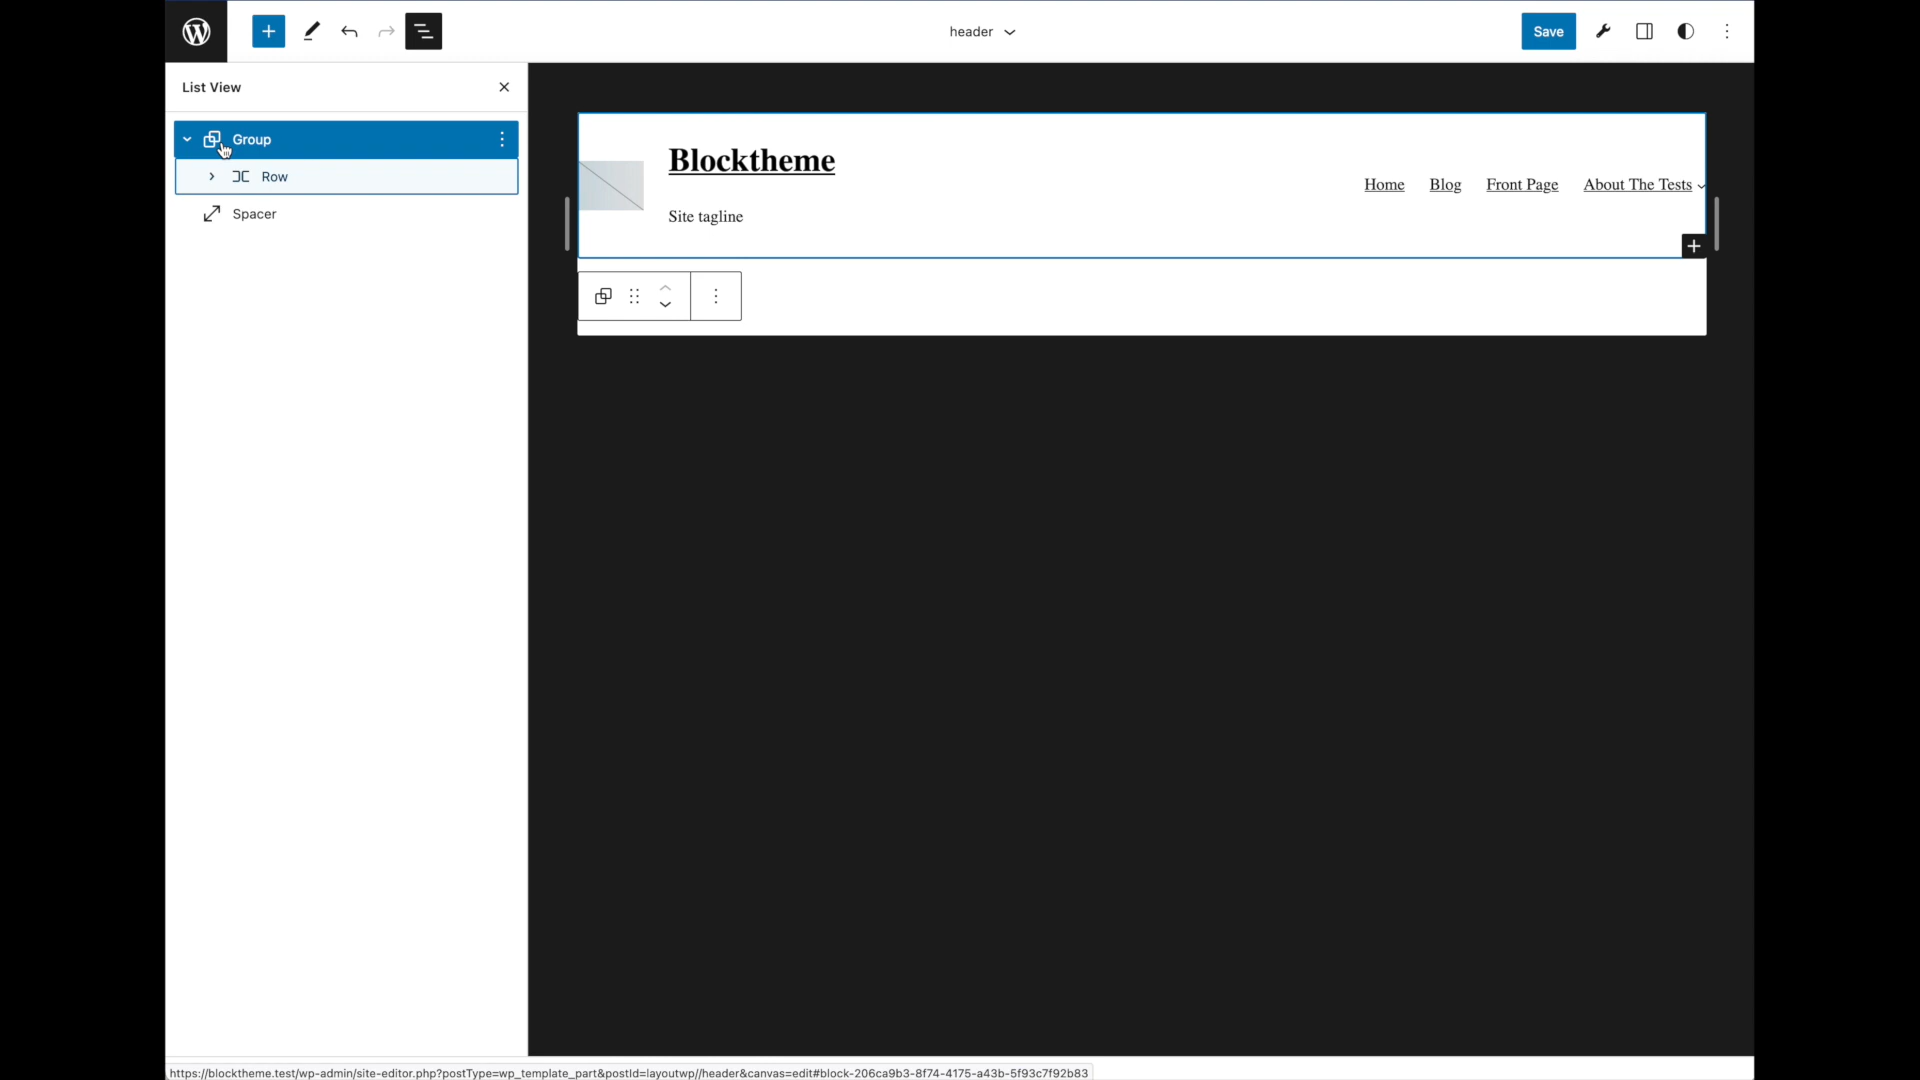 header
Save
List View
Group
Row
Spacer
Blocktheme
Site tagline
Home Blog Front Page About The Tests
https://blocktheme.test/wp-admin/site-editor.php?postType=wp_template_part&postId=layoutwp//header&canvas=edit#block-206ca9b3-8f74-4175-a43b-5f93c7f92b83